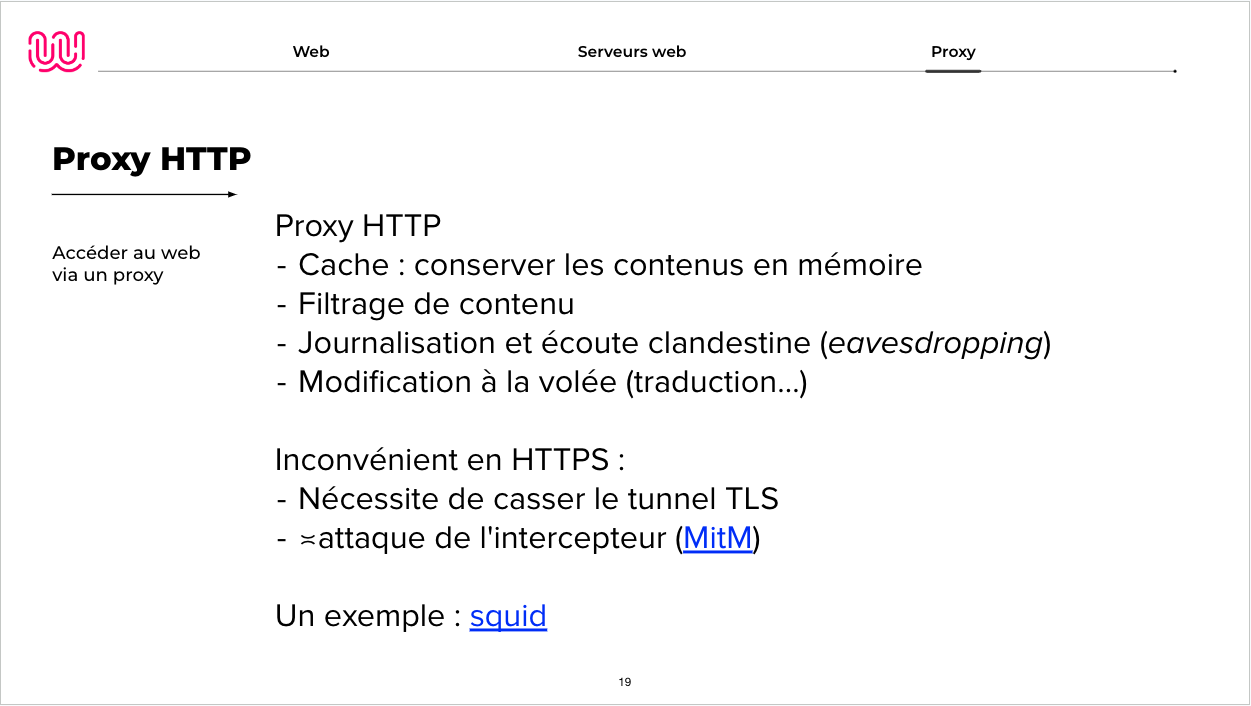 Web
Serveurs web
Proxy
Proxy HTTP
Accéder au web
via un proxy
Proxy HTTP
- Cache : conserver les contenus en mémoire
- Filtrage de contenu
- Journalisation et écoute clandestine (eavesdropping)
- Modification à la volée (traduction...)
Inconvénient en HTTPS :
- Nécessite de casser le tunnel TLS
- ≍attaque de l'intercepteur (MitM)
Un exemple : squid
19